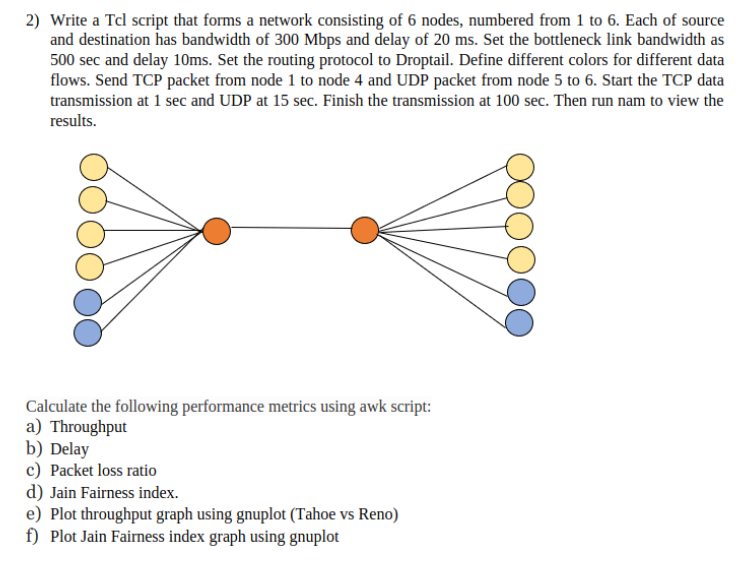 2) Write a Tcl script that forms a network consisting of 6 nodes, numbered from 1 to 6. Each of source
and destination has bandwidth of 300 Mbps and delay of 20 ms. Set the bottleneck link bandwidth as
500 sec and delay 10ms. Set the routing protocol to Droptail. Define different colors for different data
flows. Send TCP packet from node 1 to node 4 and UDP packet from node 5 to 6. Start the TCP data
transmission at 1 sec and UDP at 15 sec. Finish the transmission at 100 sec. Then run nam to view the
results.
Calculate the following performance metrics using awk script:
a) Throughput
b) Delay
c) Packet loss ratio
d) Jain Fairness index.
e) Plot throughput graph using gnuplot (Tahoe vs Reno)
f) Plot Jain Fairness index graph using gnuplot